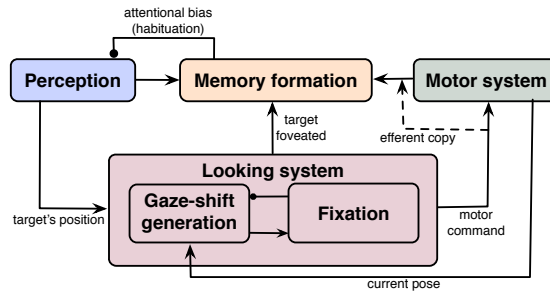 attentional bias
(habituation)
Perception
Memory formation
Motor system
target
foveated
efferent copy
Looking system
Gaze-shift
generation
Fixation
target's position
motor
command
current pose